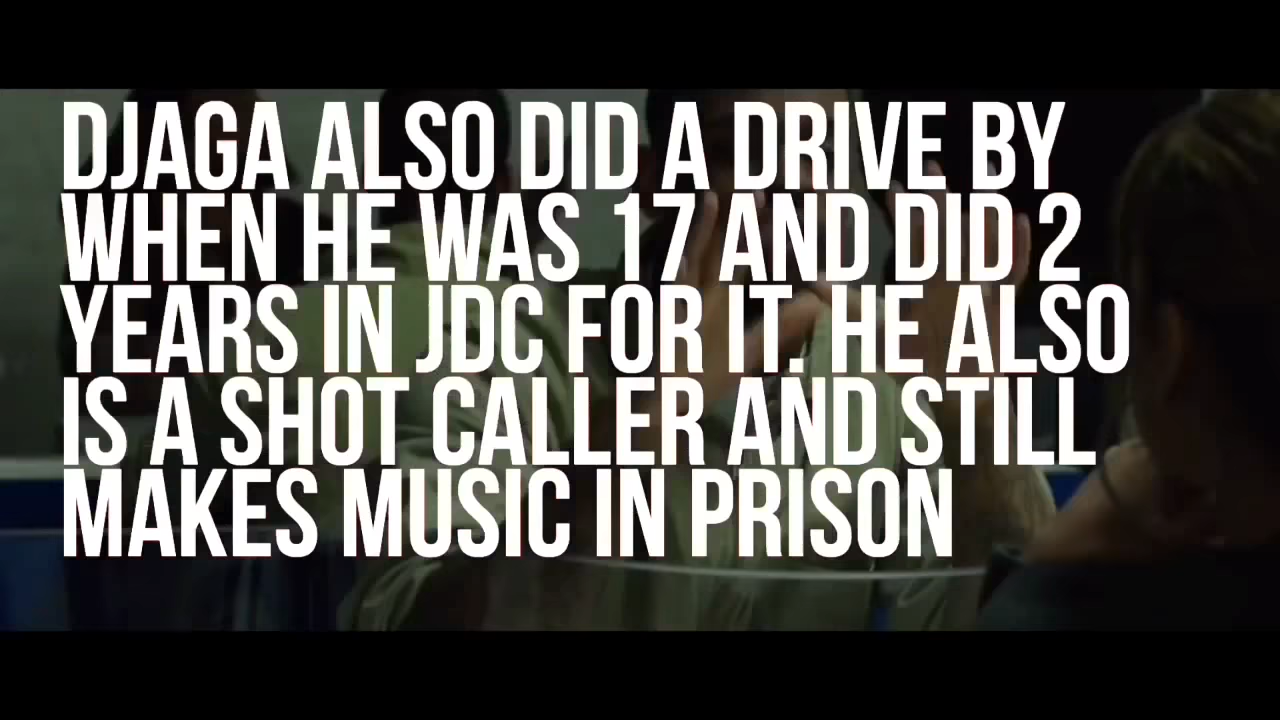 DJAGA ALSO DID A DRIVE BY
WHEN HE WAS 17 AND DID 2
YEARS IN JDC FOR IT. HE ALSO
IS A SHOT CALLER AND STILL
MAKES MUSIC IN PRISON